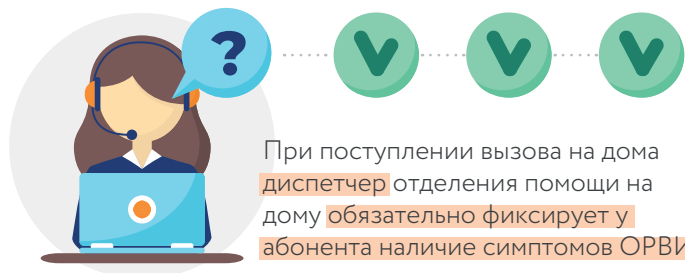 ?
V V V
При поступлении вызова на дома
диспетчер отделения помощи на
дому обязательно фиксирует у
абонента наличие симптомов ОРВИ